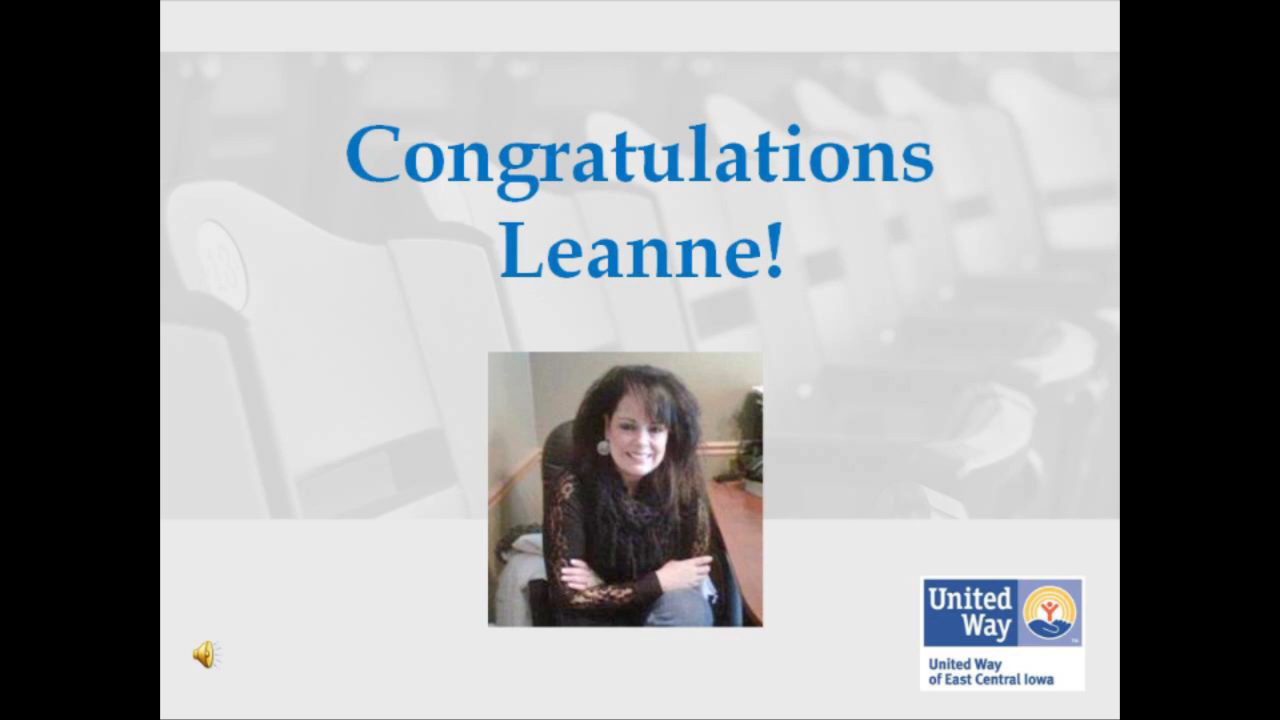 Congratulations
Leanne!
United
Way
United Way
of East Central Iowa